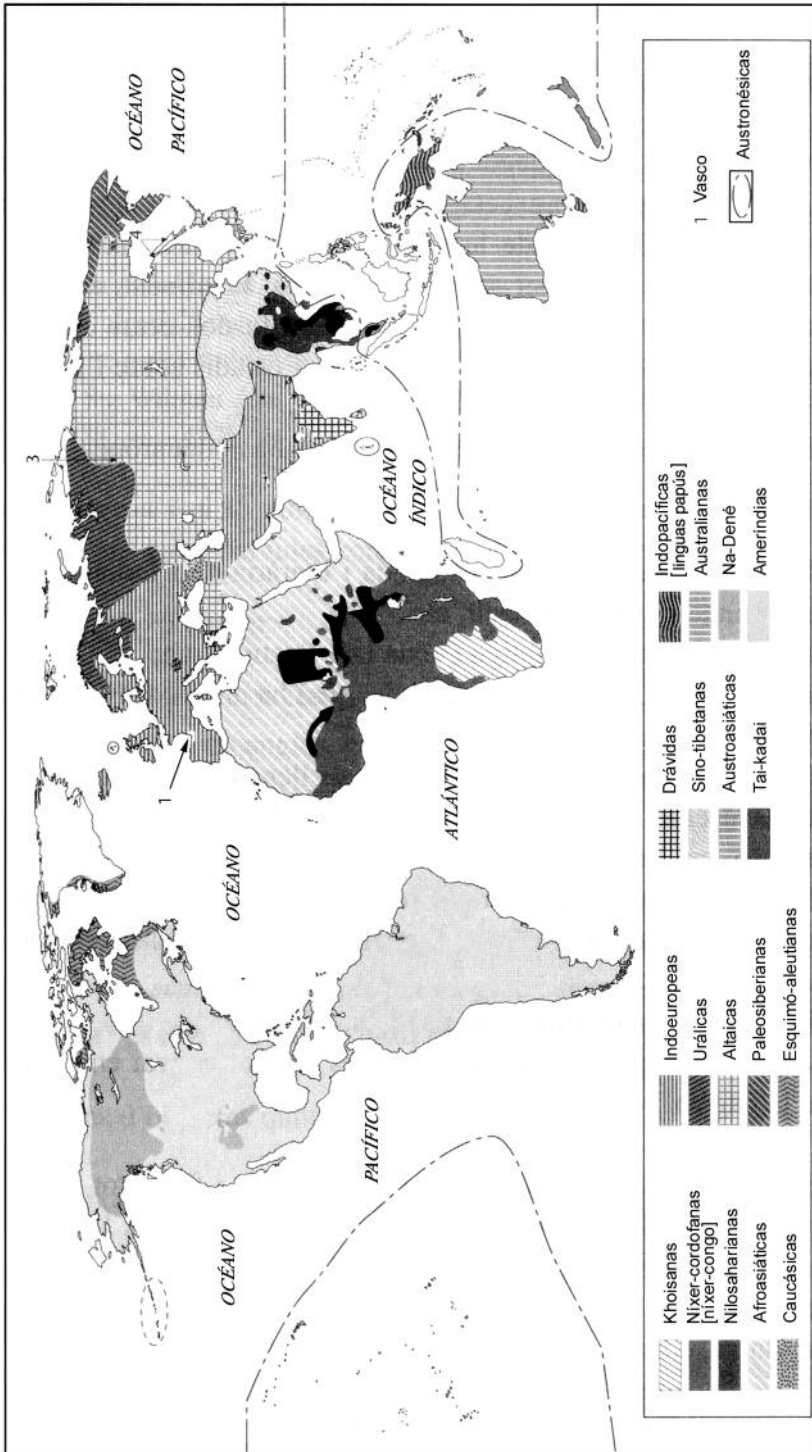 OCÉANO
PACÍFICO
OCÉANO
ATLÁNTICO
OCÉANO
ÍNDICO
OCÉANO
PACÍFICO
1
3
4
Khoisanas
Níxer-cordofanas
[níxer-congo]
Nilosaharianas
Afroasiáticas
Caucásicas
Indoeuropeas
Urálicas
Altaicas
Paleosiberianas
Esquimó-aleutianas
Drávidas
Sino-tibetanas
Austroasiáticas
Tai-kadai
Indopacíficas
[linguas papús]
Australianas
Na-Dené
Amerindias
1 Vasco
Austronésicas